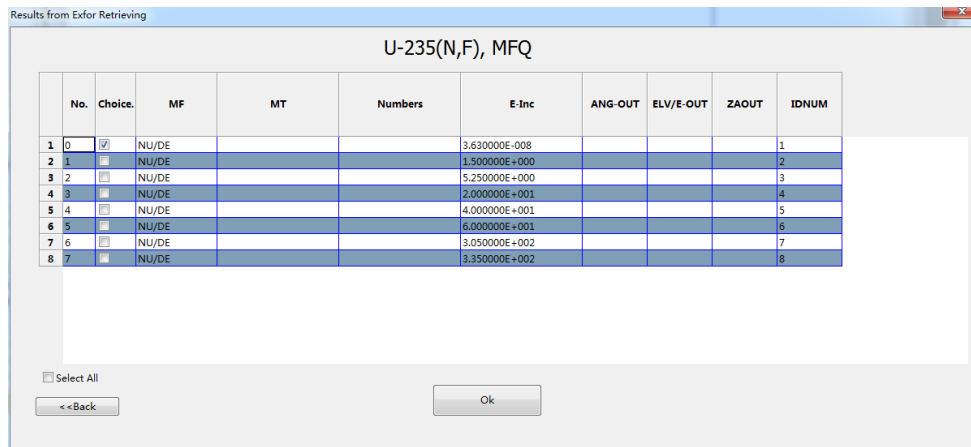 Results from Exfor Retrieving
U-235(N,F), MFQ
No. Choice. MF MT Numbers E-Inc ANG-OUT ELV/E-OUT ZAOUT IDNUM
1 0 NU/DE 3.630000E-008 1
2 1 NU/DE 1.500000E+000 2
3 2 NU/DE 5.250000E+000 3
4 3 NU/DE 2.000000E+001 4
5 4 NU/DE 4.000000E+001 5
6 5 NU/DE 6.000000E+001 6
7 6 NU/DE 3.050000E+002 7
8 7 NU/DE 3.350000E+002 8
Select All
Ok
<<Back